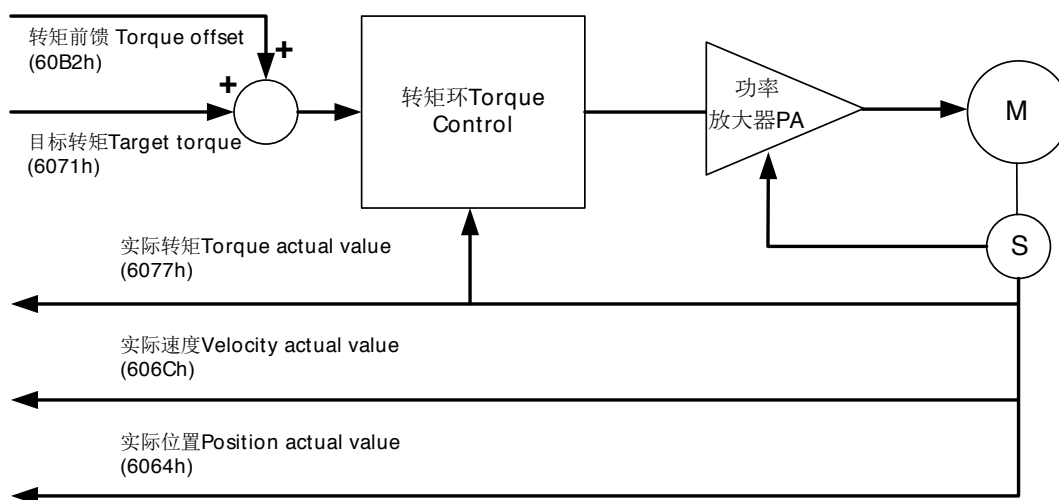 转矩前馈 Torque offset
(60B2h)
+
+
目标转矩Target torque
(6071h)
转矩环Torque
Control
功率
放大器PA
M
S
实际转矩Torque actual value
(6077h)
实际速度Velocity actual value
(606Ch)
实际位置Position actual value
(6064h)